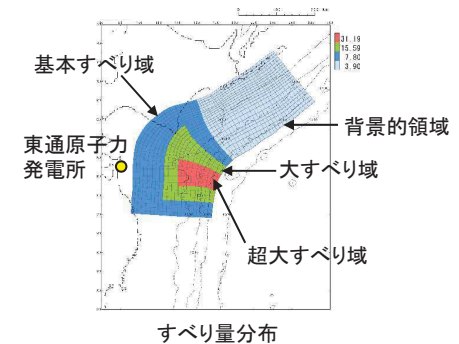 31.19
15.59
7.80
3.90
基本すべり域
背景的領域
東通原子力
発電所
大すべり域
超大すべり域
すべり量分布